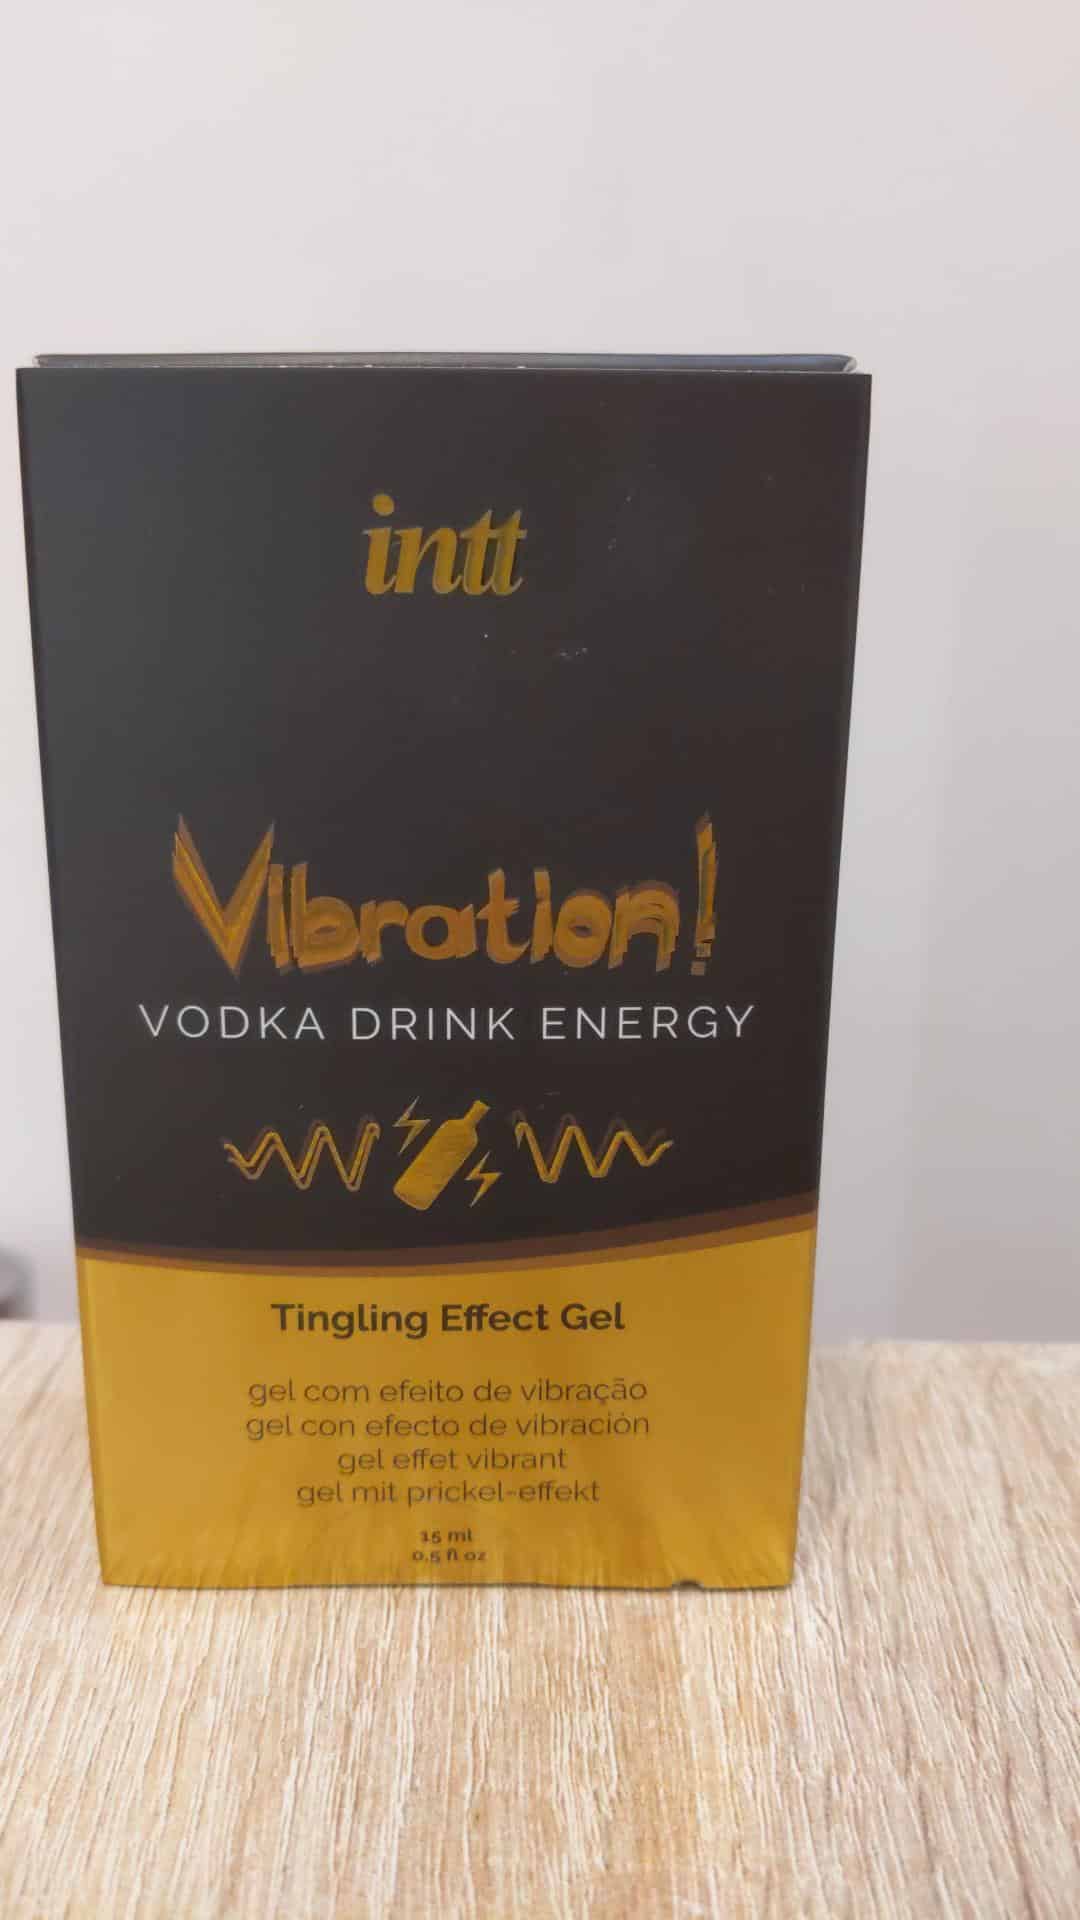 intt
Vibration!
VODKA DRINK ENERGY
Tingling Effect Gel
gel com efeito de vibração
gel con efecto de vibración
gel effet vibrant
gel mit prickel-effekt
15 ml
0.5 fl oz